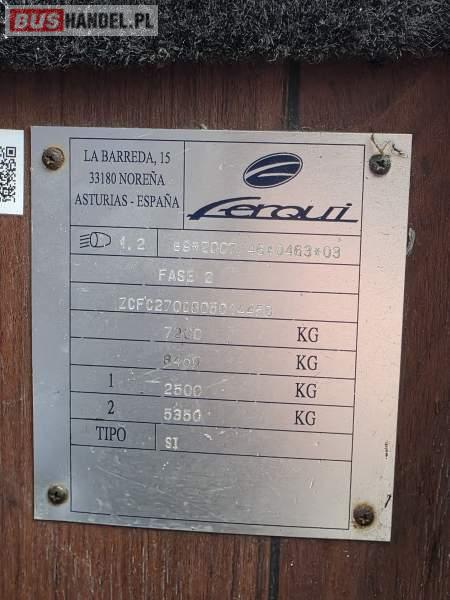 BUSHANDEL.PL
LA BARREDA, 15
33180 NOREÑA
ASTURIAS - ESPAÑA
Ferqui
1.2
FASE 2
7200 KG
KG
1 2500 KG
2 5350 KG
TIPO SI